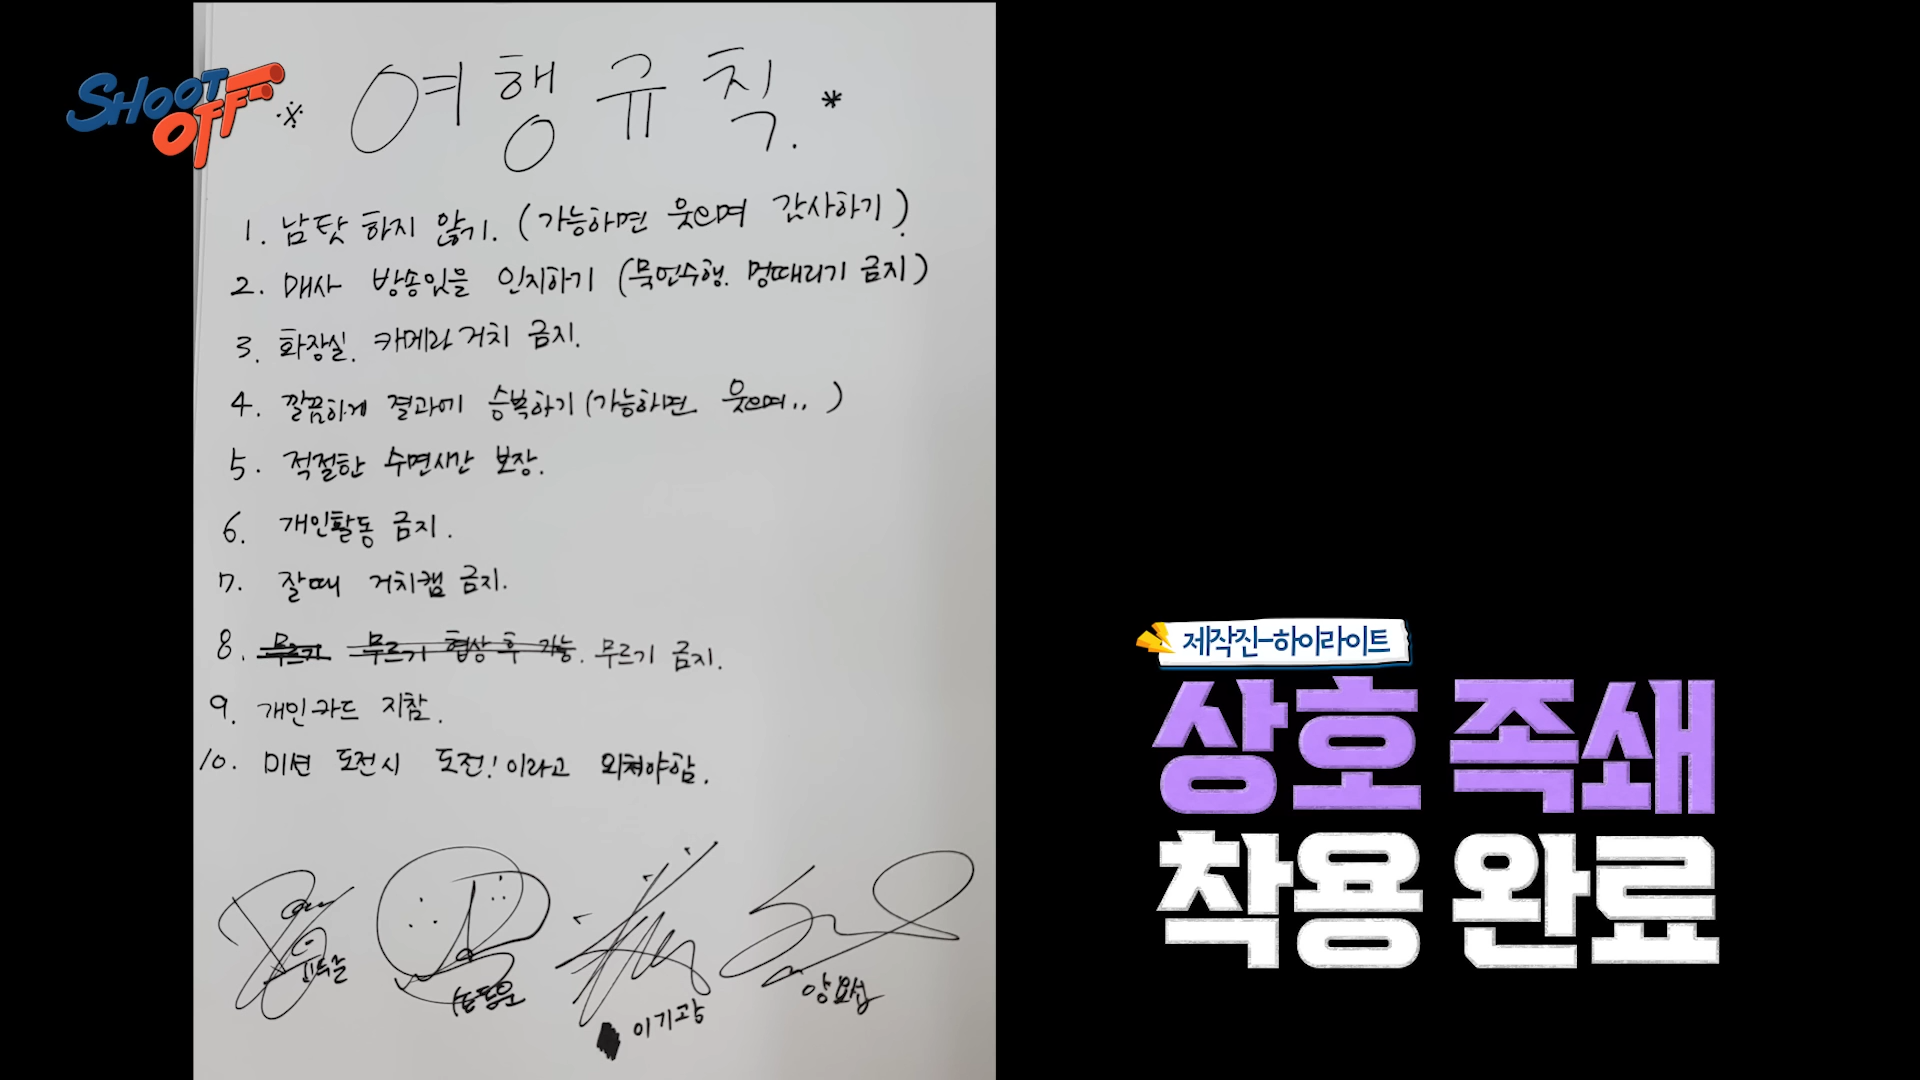 SHOOT OFF
※ 여행규칙. *
1. 남탓 하지 않기. (가능하면 웃으며 감사하기).
2. 매사 방송임을 인지하기 (묵언수행. 멍때리기 금지)
3. 화장실. 카메라 거치 금지.
4. 깔끔하게 결과에 승복하기 (가능하면 웃으며.. )
5. 적절한 수면시간 보장.
6. 개인활동 금지.
7. 잘때 거치캠 금지.
8. 무르기 무르기 협상 후 가능. 무르기 금지.
9. 개인카드 지참.
10. 미션 도전시 도전! 이라고 외쳐야함.
윤두준
손동운
이기광
양요섭
제작진-하이라이트
상호 족쇄
착용 완료